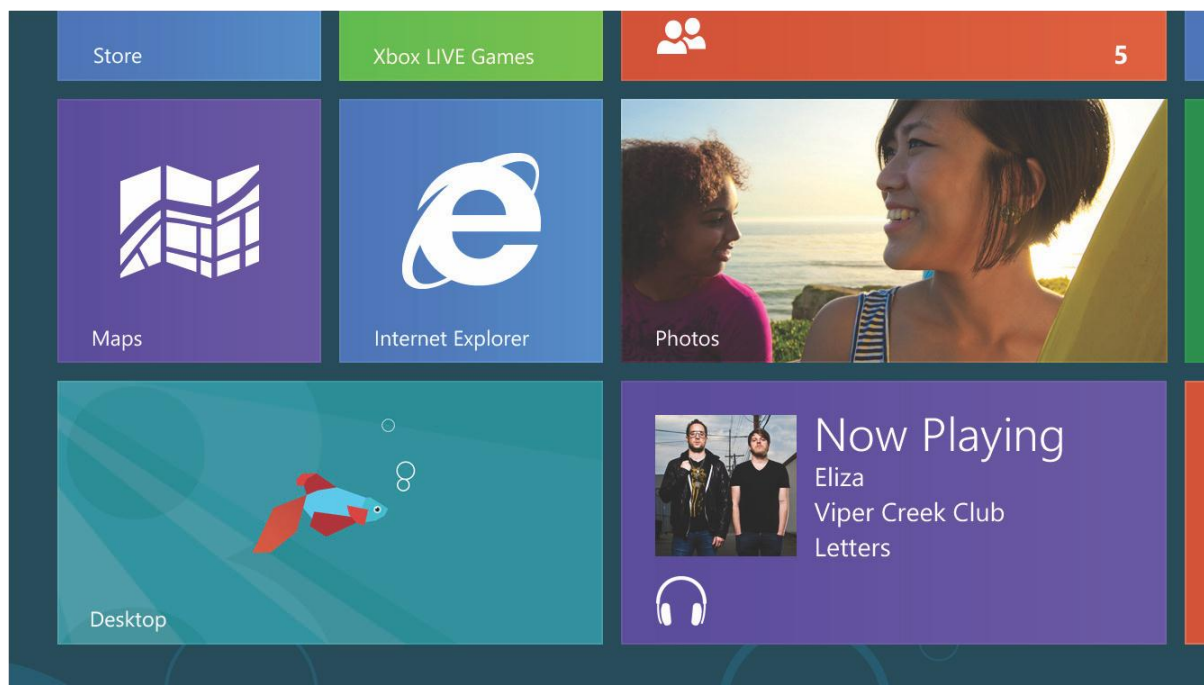 Store
Xbox LIVE Games
5
Maps
Internet Explorer
Photos
Desktop
Now Playing
Eliza
Viper Creek Club
Letters